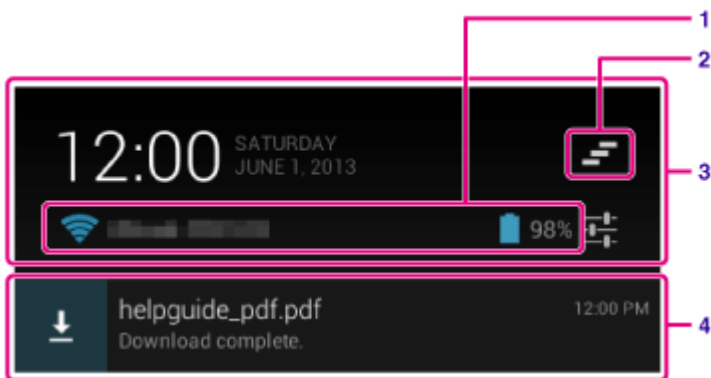 1
2
12:00
SATURDAY
JUNE 1, 2013
3
98%
helpguide_pdf.pdf
12:00 PM
Download complete.
4